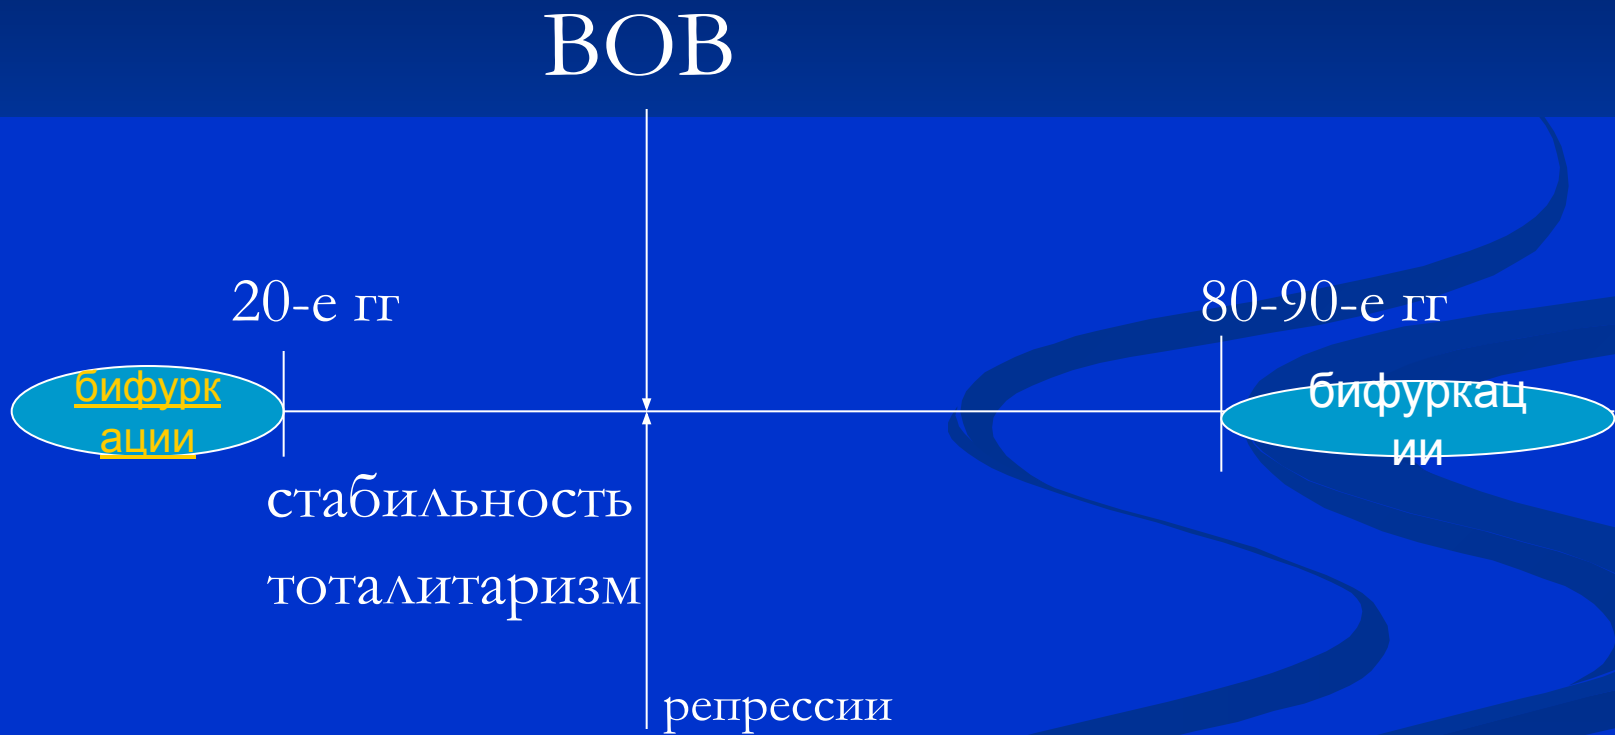 ВОВ
20-е гг
80-90-е гг
бифурк
ации
бифуркац
ии
стабильность
тоталитаризм
репрессии